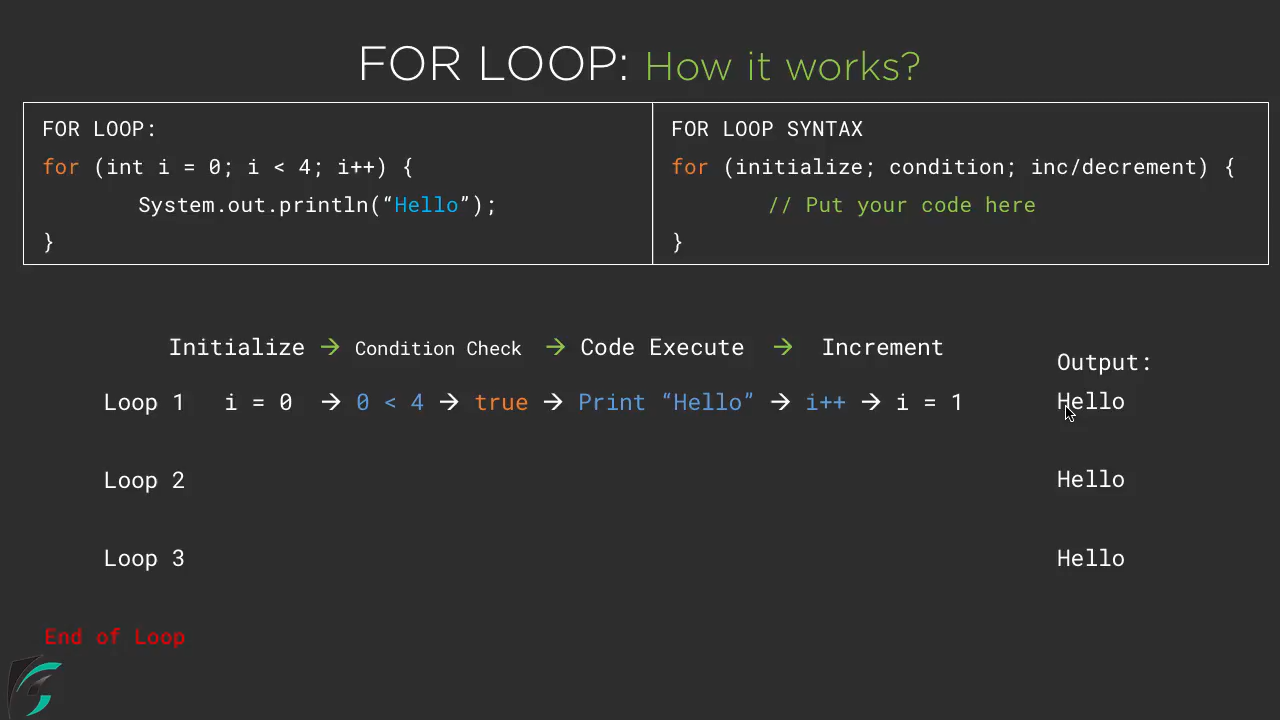 FOR LOOP: How it works?
FOR LOOP:
for (int i = 0; i < 4; i++) {
System.out.println(“Hello”);
}
FOR LOOP SYNTAX
for (initialize; condition; inc/decrement) {
// Put your code here
}
Initialize → Condition Check → Code Execute → Increment
Output:
Loop 1 i = 0 → 0 < 4 → true → Print “Hello” → i++ → i = 1
Hello
Loop 2
Hello
Loop 3
Hello
End of Loop